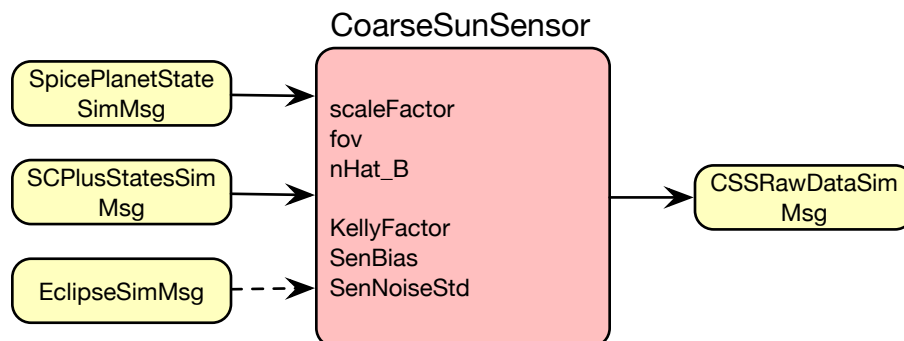 CoarseSunSensor
SpicePlanetState
SimMsg
SCPlusStatesSim
Msg
EclipseSimMsg
scaleFactor
fov
nHat_B
KellyFactor
SenBias
SenNoiseStd
CSSRawDataSim
Msg